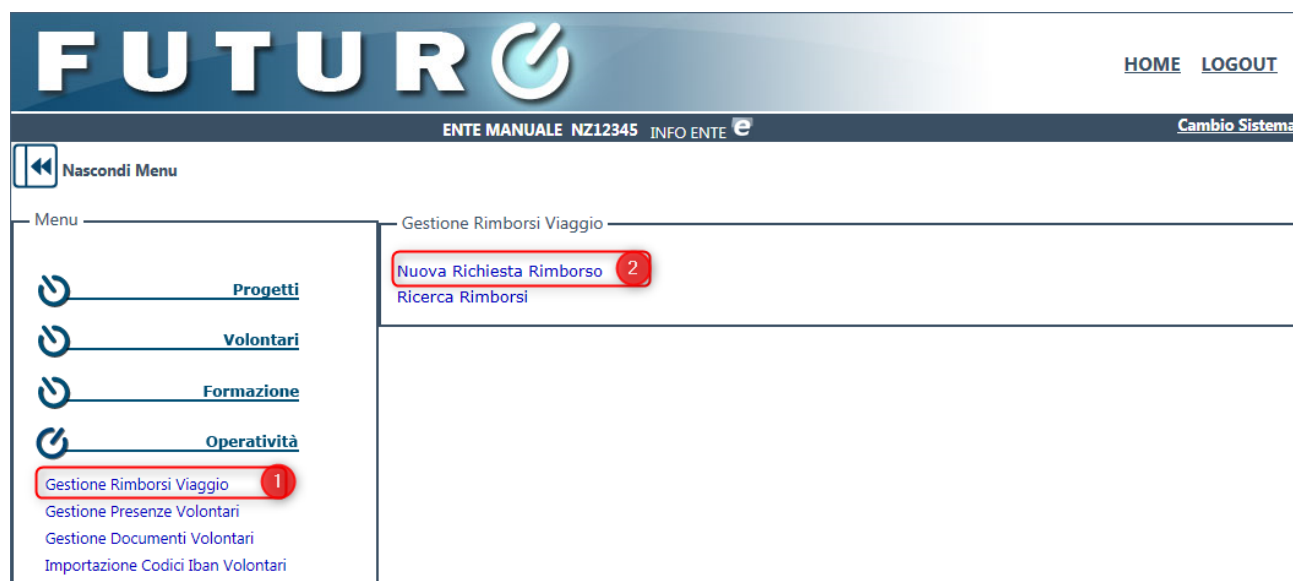 FUTURO
HOME LOGOUT
ENTE MANUALE NZ12345 INFO ENTE e
Cambio Sistema
Nascondi Menu
Menu
Progetti
Volontari
Formazione
Operatività
Gestione Rimborsi Viaggio 1
Gestione Presenze Volontari
Gestione Documenti Volontari
Importazione Codici Iban Volontari
Gestione Rimborsi Viaggio
Nuova Richiesta Rimborso 2
Ricerca Rimborsi